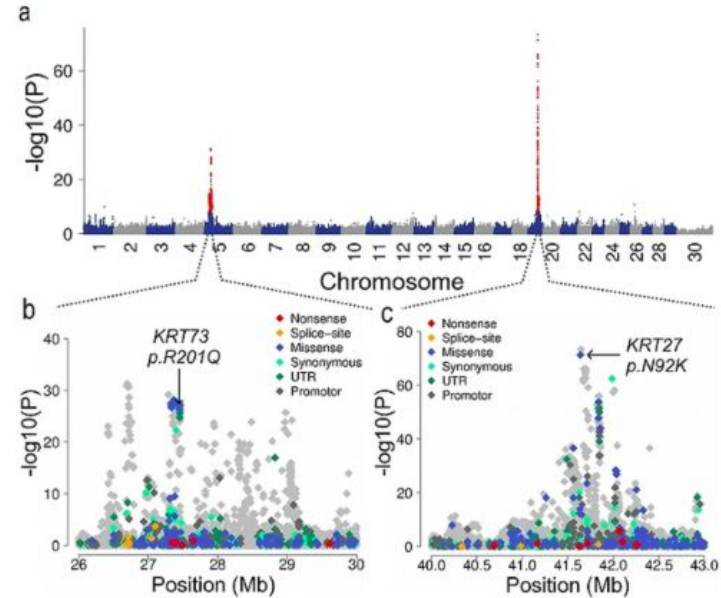 a
-log10(P)
60
40
20
0
1 2 3 4 5 6 7 8 9 10 11 12 13 14 15 16 18 20 22 24 26 28 30
Chromosome
b
KRT73
p.R201Q
Nonsense
Splice-site
Missense
Synonymous
UTR
Promotor
-log10(P)
40
30
20
10
0
26 27 28 29 30
Position (Mb)
c
Nonsense
Splice-site
Missense
Synonymous
UTR
Promotor
KRT27
p.N92K
-log10(P)
80
60
40
20
0
40.0 40.5 41.0 41.5 42.0 42.5 43.0
Position (Mb)